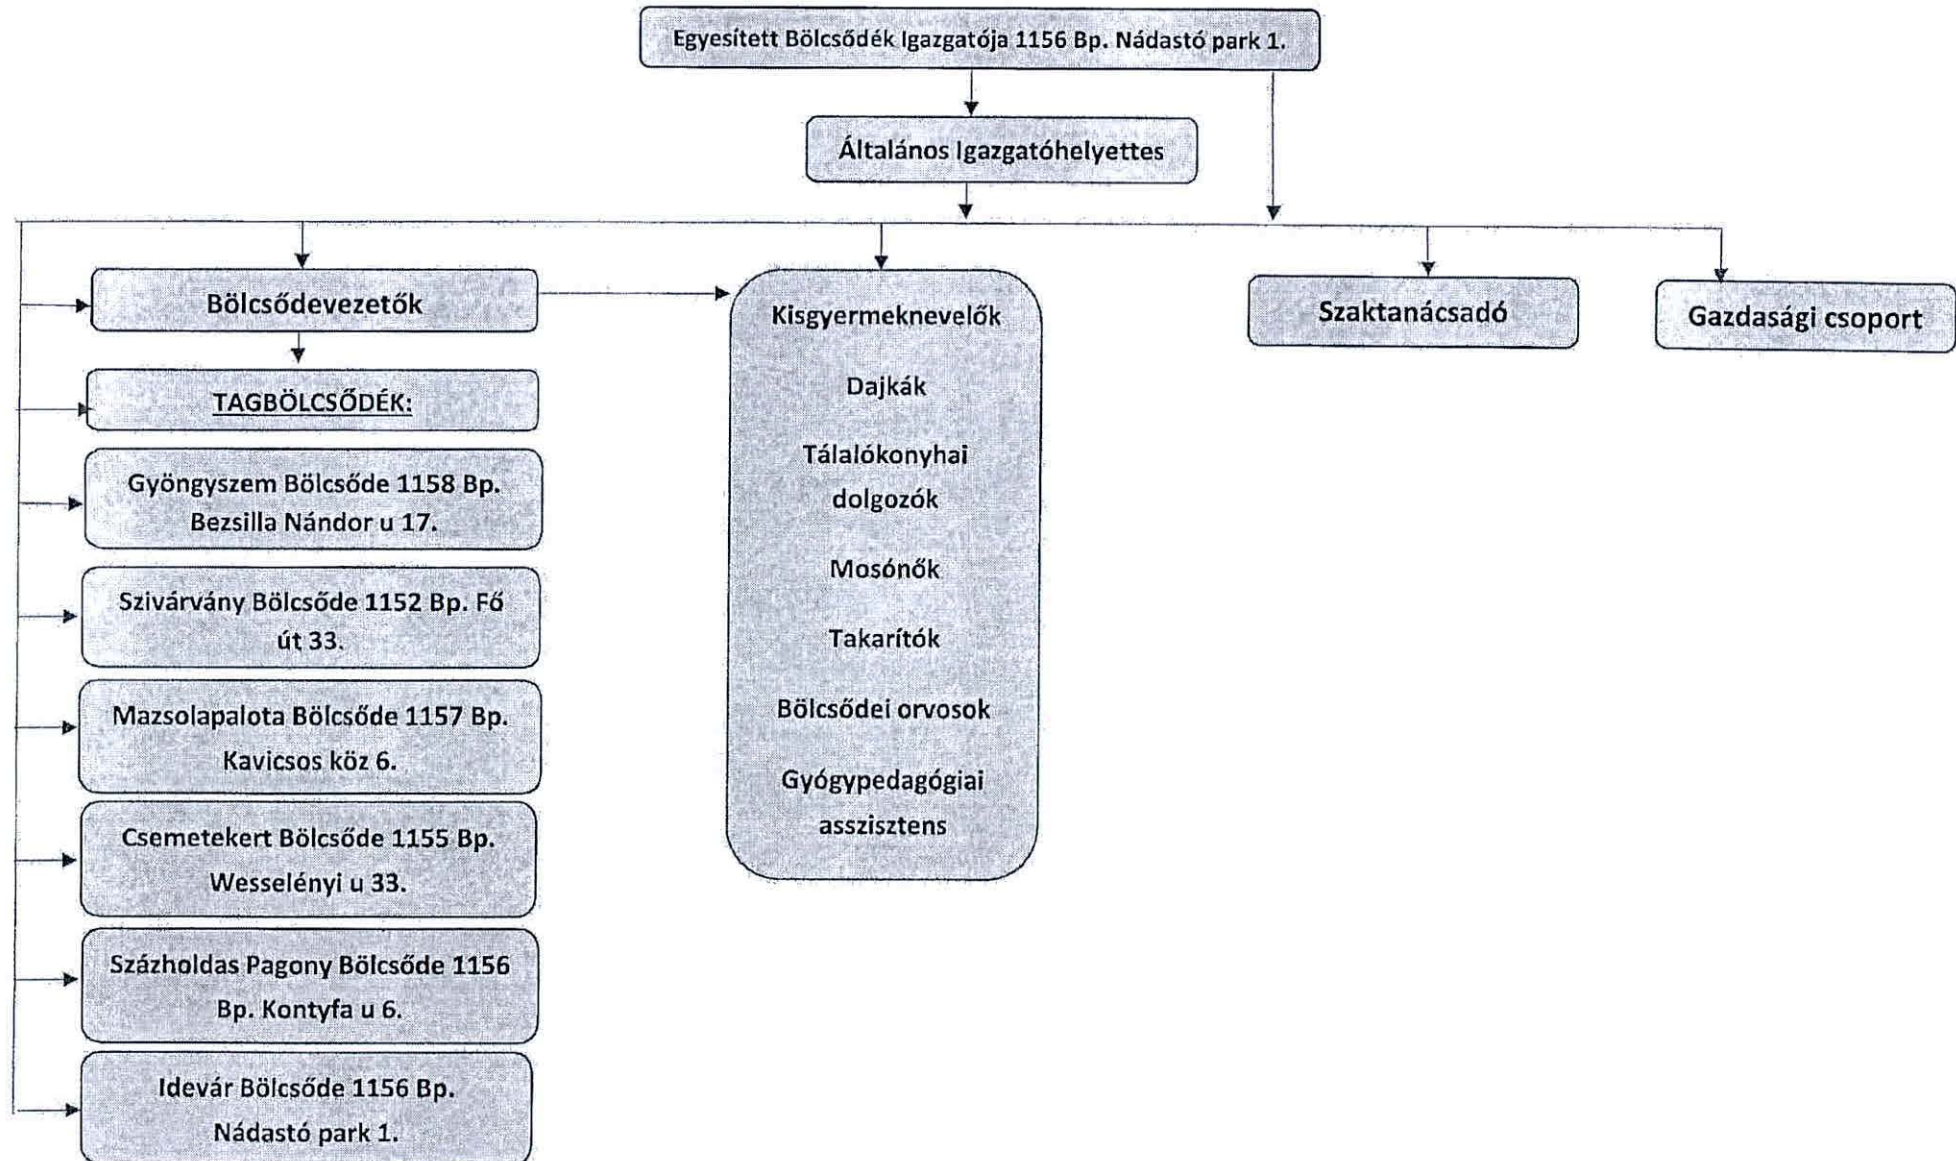 Egyesített Bölcsődék Igazgatója 1156 Bp. Nádastó park 1.
Általános Igazgatóhelyettes
Bölcsődevezetők
TAGBÖLCSŐDÉK:
Gyöngyszem Bölcsőde 1158 Bp.
Bezsilla Nándor u 17.
Szivárvány Bölcsőde 1152 Bp. Fő
út 33.
Mazsolapalota Bölcsőde 1157 Bp.
Kavicsos köz 6.
Csemetekert Bölcsőde 1155 Bp.
Wesselényi u 33.
Százholdas Pagony Bölcsőde 1156
Bp. Kontyfa u 6.
Idevár Bölcsőde 1156 Bp.
Nádastó park 1.
Kisgyermeknevelők
Dajkák
Tálalókonyhai
dolgozók
Mosónők
Takarítók
Bölcsődei orvosok
Gyógypedagógiai
asszisztens
Szaktanácsadó
Gazdasági csoport